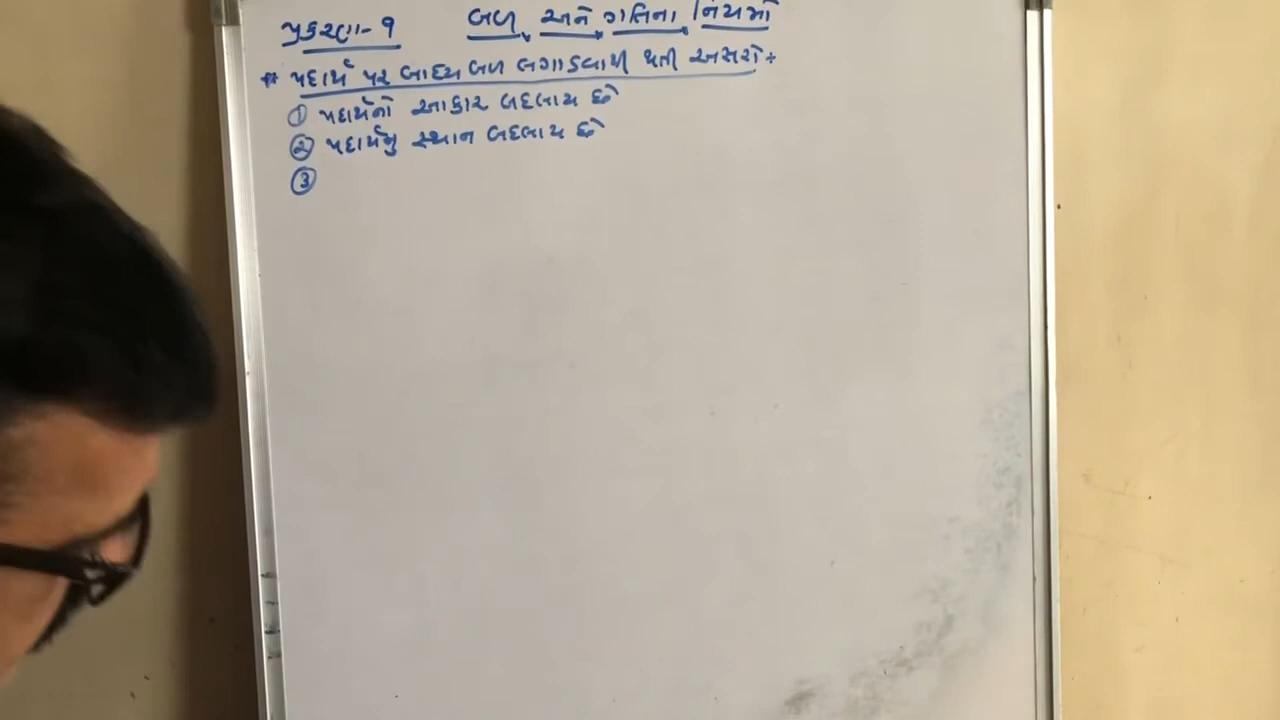 પ્રકરણ-૧ બળ અને ગતિના નિયમો
* પદાર્થ પર બાહ્ય બળ લગાડવાથી થતી અસરો ÷
① પદાર્થનો આકાર બદલાય છે
② પદાર્થનુ સ્થાન બદલાય છે
③